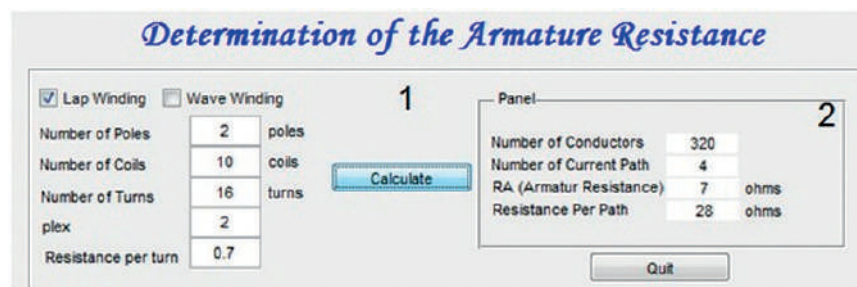 Determination of the Armature Resistance
Lap Winding Wave Winding
1
Number of Poles 2 poles
Number of Coils 10 coils
Number of Turns 16 turns
plex 2
Resistance per turn 0.7
Calculate
Panel
2
Number of Conductors 320
Number of Current Path 4
RA (Armatur Resistance) 7 ohms
Resistance Per Path 28 ohms
Quit